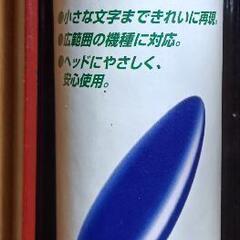 ●小さな文字まできれいに再現。
●広範囲の機種に対応。
●ヘッドにやさしく、
安心使用。